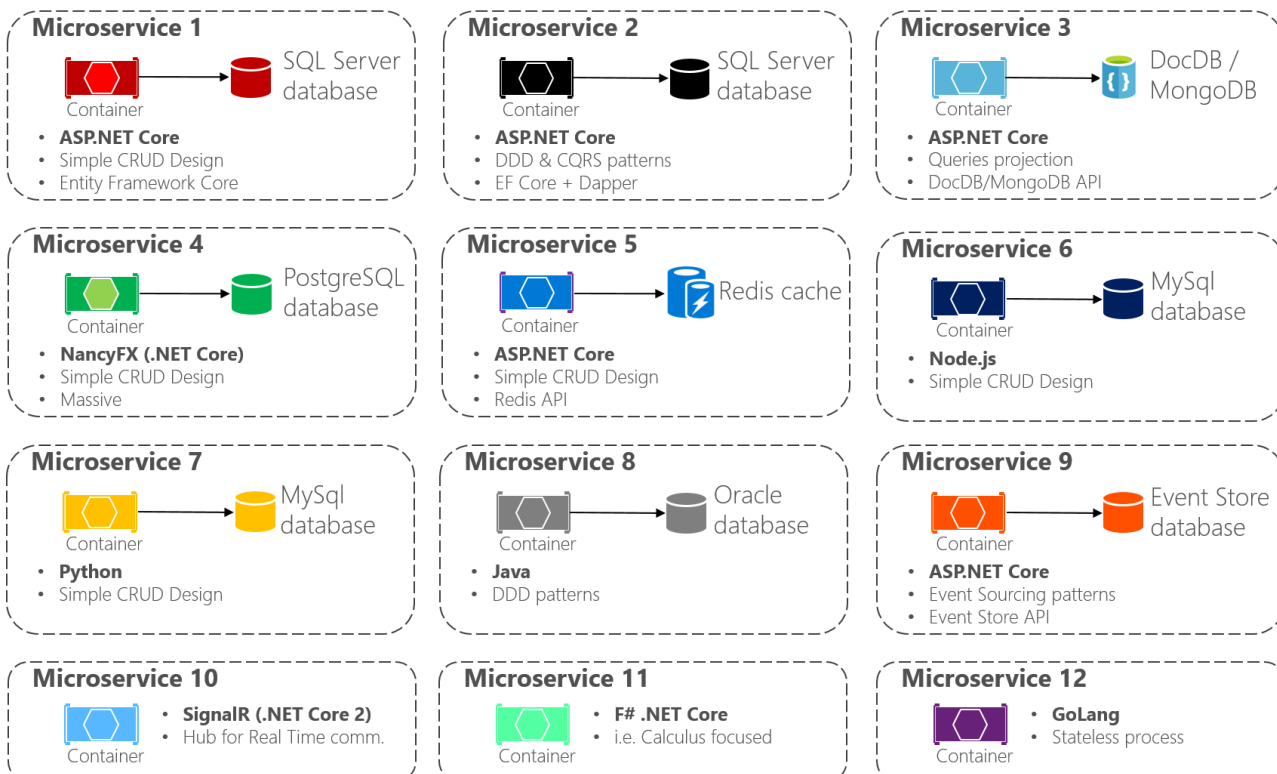 Microservice 1
SQL Server
database
Container
• ASP.NET Core
• Simple CRUD Design
• Entity Framework Core
Microservice 2
SQL Server
database
Container
• ASP.NET Core
• DDD & CQRS patterns
• EF Core + Dapper
Microservice 3
DocDB /
MongoDB
{ }
Container
• ASP.NET Core
• Queries projection
• DocDB/MongoDB API
Microservice 4
PostgreSQL
database
Container
• NancyFX (.NET Core)
• Simple CRUD Design
• Massive
Microservice 5
Redis cache
Container
• ASP.NET Core
• Simple CRUD Design
• Redis API
Microservice 6
MySql
database
Container
• Node.js
• Simple CRUD Design
Microservice 7
MySql
database
Container
• Python
• Simple CRUD Design
Microservice 8
Oracle
database
Container
• Java
• DDD patterns
Microservice 9
Event Store
database
Container
• ASP.NET Core
• Event Sourcing patterns
• Event Store API
Microservice 10
Container
• SignalR (.NET Core 2)
• Hub for Real Time comm.
Microservice 11
Container
• F# .NET Core
• i.e. Calculus focused
Microservice 12
Container
• GoLang
• Stateless process